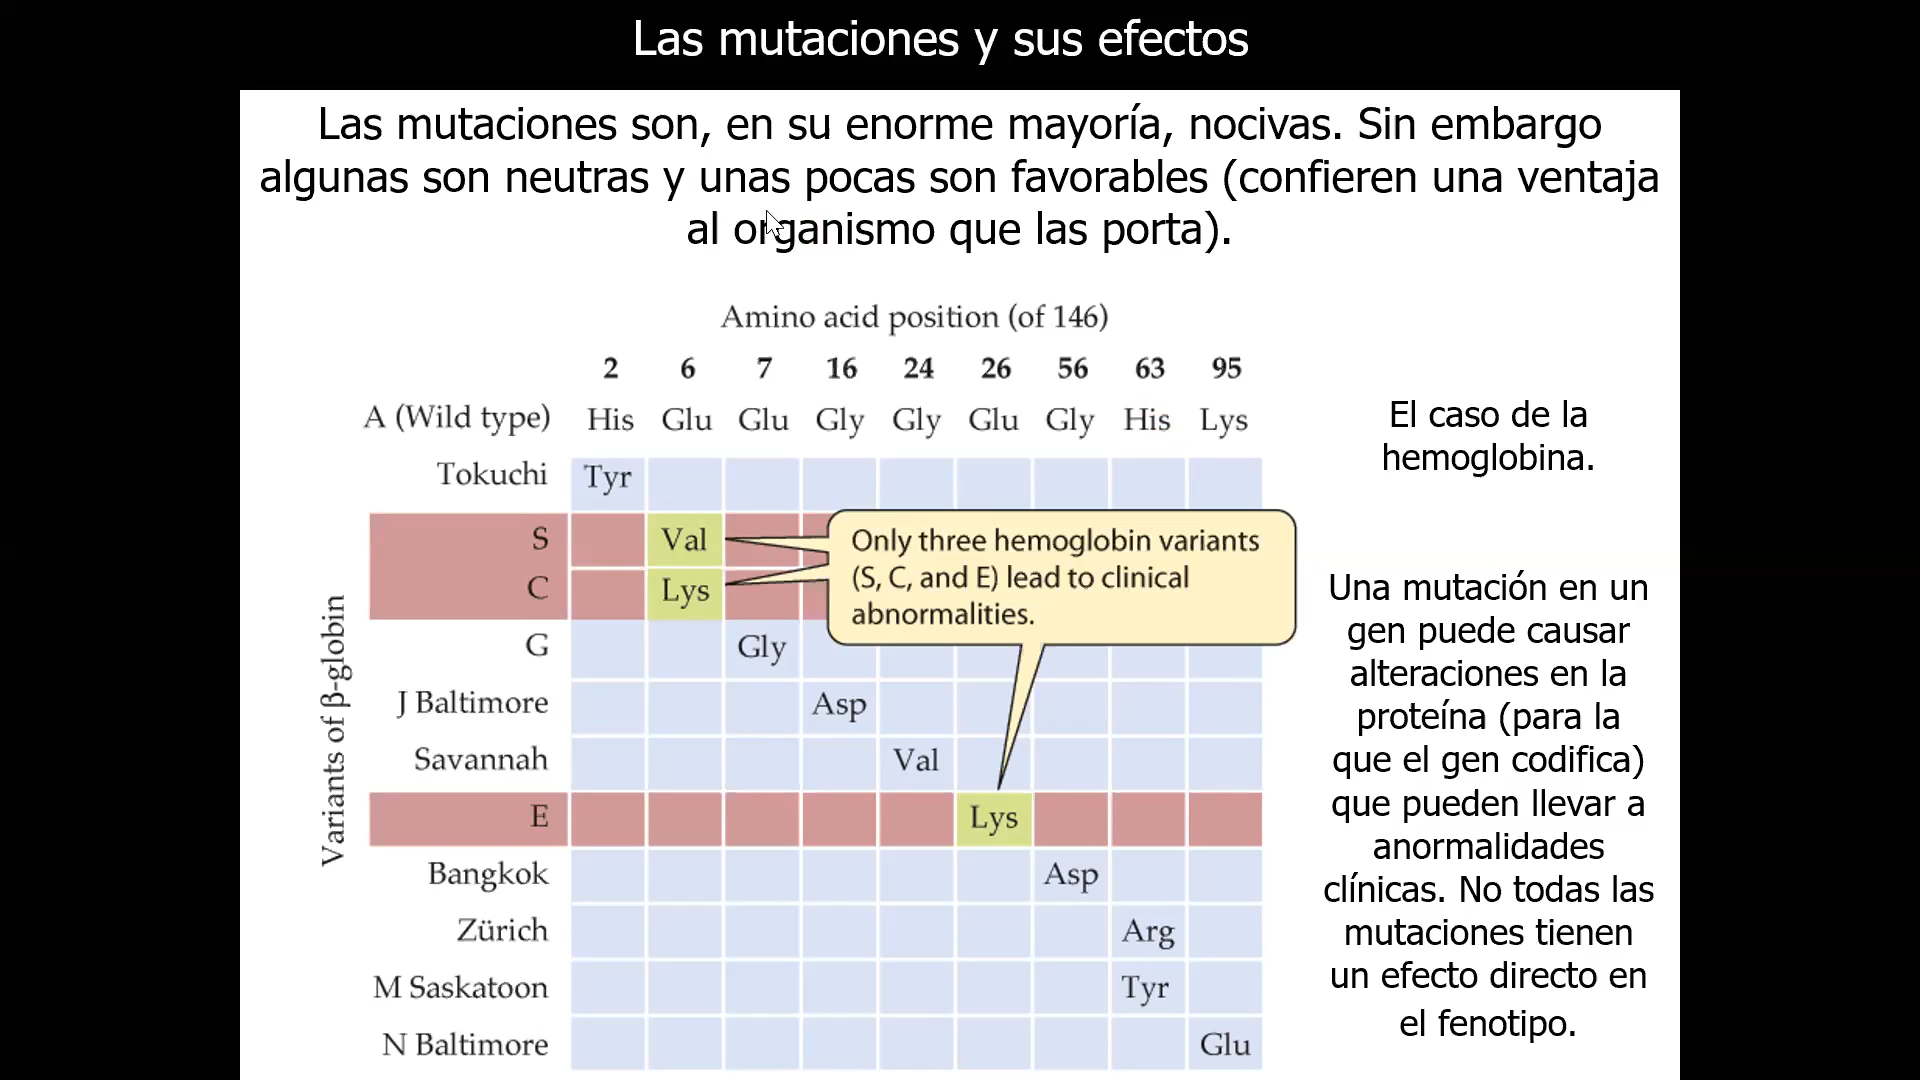 Las mutaciones y sus efectos
Las mutaciones son, en su enorme mayoría, nocivas. Sin embargo
algunas son neutras y unas pocas son favorables (confieren una ventaja
al organismo que las porta).
Amino acid position (of 146)
2 6 7 16 24 26 56 63 95
A (Wild type) His Glu Glu Gly Gly Glu Gly His Lys
Variants of β-globin
Tokuchi Tyr
S Val
C Lys
G Gly
J Baltimore Asp
Savannah Val
E Lys
Bangkok Asp
Zürich Arg
M Saskatoon Tyr
N Baltimore Glu
Only three hemoglobin variants
(S, C, and E) lead to clinical
abnormalities.
El caso de la
hemoglobina.
Una mutación en un
gen puede causar
alteraciones en la
proteína (para la
que el gen codifica)
que pueden llevar a
anormalidades
clínicas. No todas las
mutaciones tienen
un efecto directo en
el fenotipo.